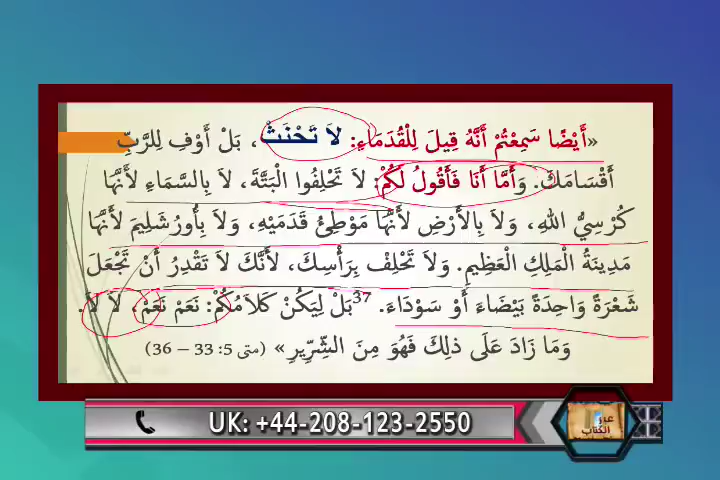 «أَيْضًا سَمِعْتُمْ أَنَّهُ قِيلَ لِلْقُدَمَاءِ: لاَ تَحْنَثْ، بَلْ أَوْفِ لِلرَّبِّ
أَقْسَامَكَ. وَأَمَّا أَنَا فَأَقُولُ لَكُمْ: لاَ تَحْلِفُوا الْبَتَّةَ، لاَ بِالسَّمَاءِ لأَنَّهَا
كُرْسِيُّ اللهِ، وَلاَ بِالأَرْضِ لأَنَّهَا مَوْطِئُ قَدَمَيْهِ، وَلاَ بِأُورُشَلِيمَ لأَنَّهَا
مَدِينَةُ الْمَلِكِ الْعَظِيمِ. وَلاَ تَحْلِفْ بِرَأْسِكَ، لأَنَّكَ لاَ تَقْدِرُ أَنْ تَجْعَلَ
شَعْرَةً وَاحِدَةً بَيْضَاءَ أَوْ سَوْدَاءَ. 37بَلْ لِيَكُنْ كَلاَمُكُمْ: نَعَمْ نَعَمْ، لاَ لاَ.
وَمَا زَادَ عَلَى ذلِكَ فَهُوَ مِنَ الشِّرِّيرِ» (متى 5: 33 – 36)
UK: +44-208-123-2550
عبر
الكتاب